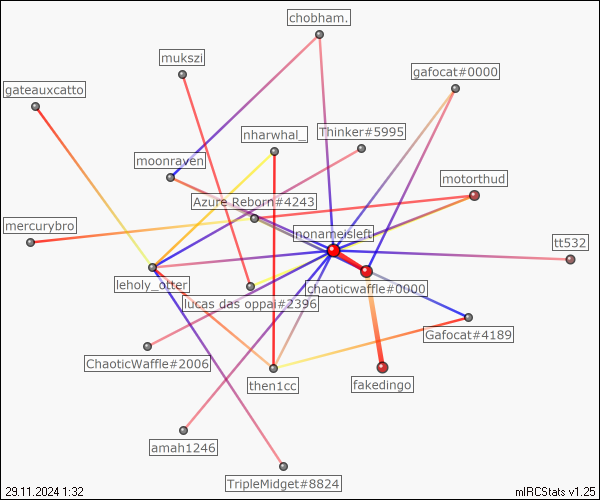 chobham.
mukszi
gafocat#0000
gateauxcatto
nharwhal_
Thinker#5995
moonraven
motorthud
Azure Reborn#4243
mercurybro
nonameisleft
tt532
leholy_otter
chaoticwaffle#0000
lucas das oppai#2396
Gafocat#4189
ChaoticWaffle#2006
then1cc
fakedingo
amah1246
TripleMidget#8824
29.11.2024 1:32
mIRCStats v1.25